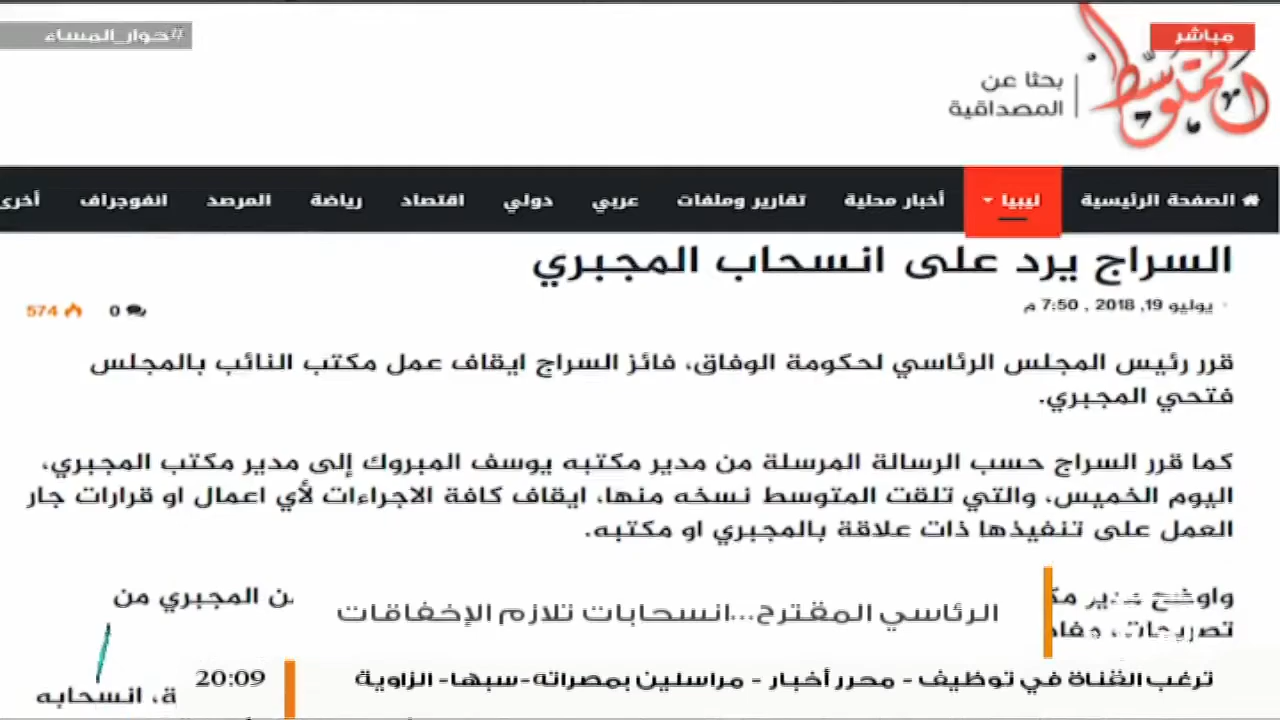 #حوار_المساء
مباشر
المتوسط
بحثا عن
المصداقية
الصفحة الرئيسية ليبيا أخبار محلية تقارير وملفات عربي دولي اقتصاد رياضة المرصد انفوجراف أخرى
السراج يرد على انسحاب المجبري
يوليو 19, 2018 , 7:50 م
0 574
قرر رئيس المجلس الرئاسي لحكومة الوفاق، فائز السراج ايقاف عمل مكتب النائب بالمجلس
فتحي المجبري.
كما قرر السراج حسب الرسالة المرسلة من مدير مكتبه يوسف المبروك إلى مدير مكتب المجبري،
اليوم الخميس، والتي تلقت المتوسط نسخه منها، ايقاف كافة الاجراءات لأي اعمال او قرارات جار
العمل على تنفيذها ذات علاقة بالمجبري او مكتبه.
واوضح مدير المجبري من
تصريحات،
الرئاسي المقترح...انسحابات تلازم الإخفاقات
انسحابه
20:09
ترغب القناة في توظيف - محرر أخبار - مراسلين بمصراته-سبها- الزاوية